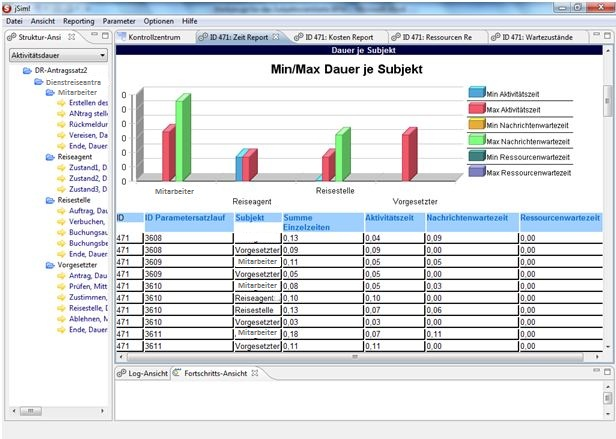 jSim!
Datei Ansicht Reporting Parameter Optionen Hilfe
Struktur-Ansi
Kontrollzentrum
ID 471: Zeit Report
ID 471: Kosten Report
ID 471: Ressourcen Re
ID 471: Wartezustände
Aktivitätsdauer
DR-Antragssatz2
Dienstreiseantra
Mitarbeiter
Erstellen des
ANtrag stell
Rückmeldur
Vereisen, Da
Ende, Dauer
Reiseagent
Zustand1, D
Zustand2, D
Zustand3, D
Reisestelle
Auftrag, Dau
Verbuchen,
Buchungsau
Buchungsbe
Ende, Dauer
Vorgesetzter
Antrag, Dau
Prüfen, Mitt
Zustimmen,
Reisestelle, D
Ablehnen, M
Ende, Dauer
Dauer je Subjekt
Min/Max Dauer je Subjekt
0
0
0
0
0
0
0
Mitarbeiter
Reiseagent
Reisestelle
Vorgesetzter
Min Aktivitätszeit
Max Aktivitätszeit
Min Nachrichtenwartezeit
Max Nachrichtenwartezeit
Min Ressourcenwartezeit
Max Ressourcenwartezeit
ID ID Parametersatzlauf Subjekt Summe Einzelzeiten Aktivitätszeit Nachrichtenwartezeit Ressourcenwartezeit
471 3608 0,13 0,04 0,09 0,00
471 3608 Vorgesetzter 0,09 0,09 0,00 0,00
471 3609 Mitarbeiter 0,11 0,05 0,05 0,00
471 3609 Vorgesetzter 0,05 0,05 0,00 0,00
471 3610 Mitarbeiter 0,08 0,05 0,03 0,00
471 3610 Reiseagent 0,10 0,10 0,00 0,00
471 3610 Reisestelle 0,13 0,07 0,06 0,00
471 3610 Vorgesetzter 0,03 0,03 0,00 0,00
471 3611 Mitarbeiter 0,18 0,07 0,11 0,00
471 3611 Vorgesetzter 0,11 0,11 0,00 0,00
Log-Ansicht
Fortschritts-Ansicht